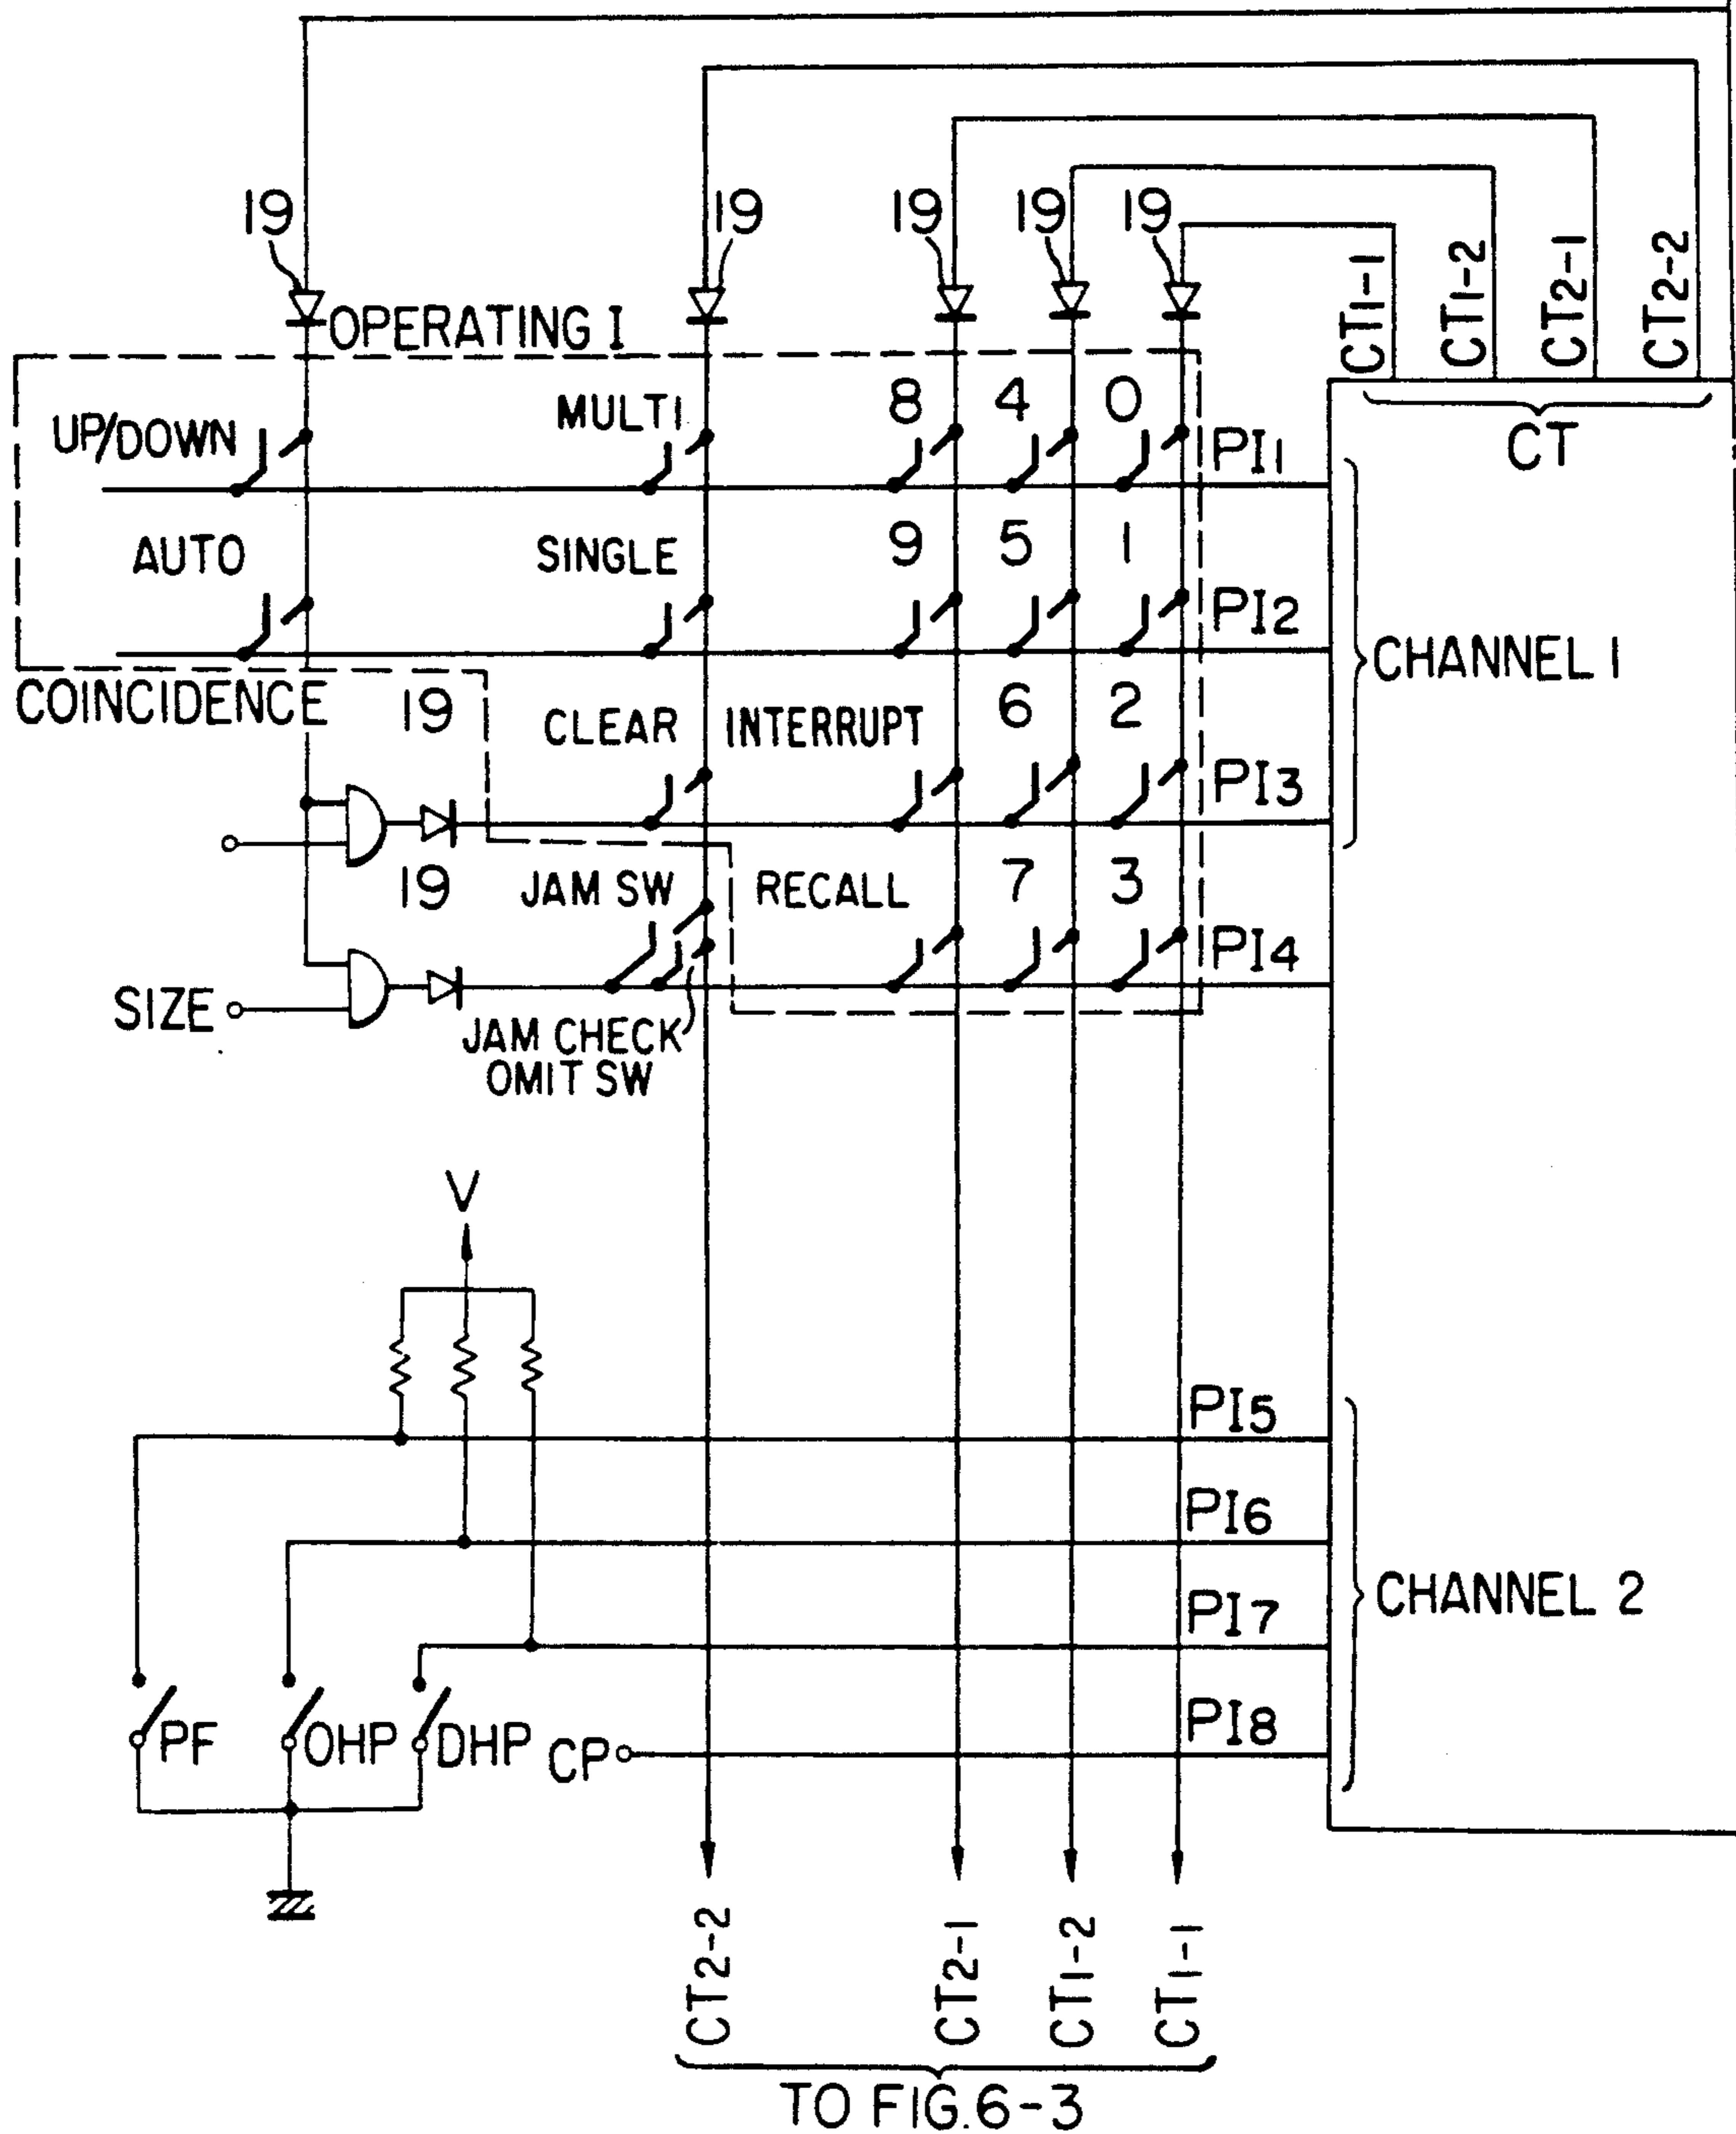 19 19 19 19 19
CT1-1 CT1-2 CT2-1 CT2-2
OPERATING I
CT
UP/DOWN MULTI 8 4 0 PI1
AUTO SINGLE 9 5 1 PI2
CHANNEL 1
COINCIDENCE 19 CLEAR INTERRUPT 6 2 PI3
19 JAM SW RECALL 7 3 PI4
SIZE
JAM CHECK
OMIT SW
V
PI5
PI6
CHANNEL 2
PI7
PI8
PF OHP DHP CP
CT2-2 CT2-1 CT1-2 CT1-1
TO FIG.6-3